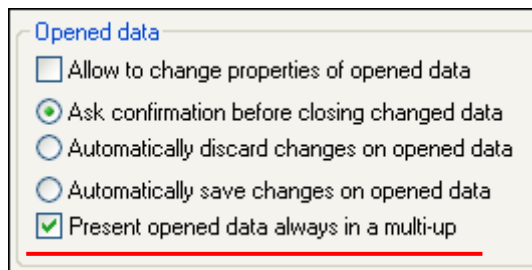 Opened data
Allow to change properties of opened data
Ask confirmation before closing changed data
Automatically discard changes on opened data
Automatically save changes on opened data
Present opened data always in a multi-up